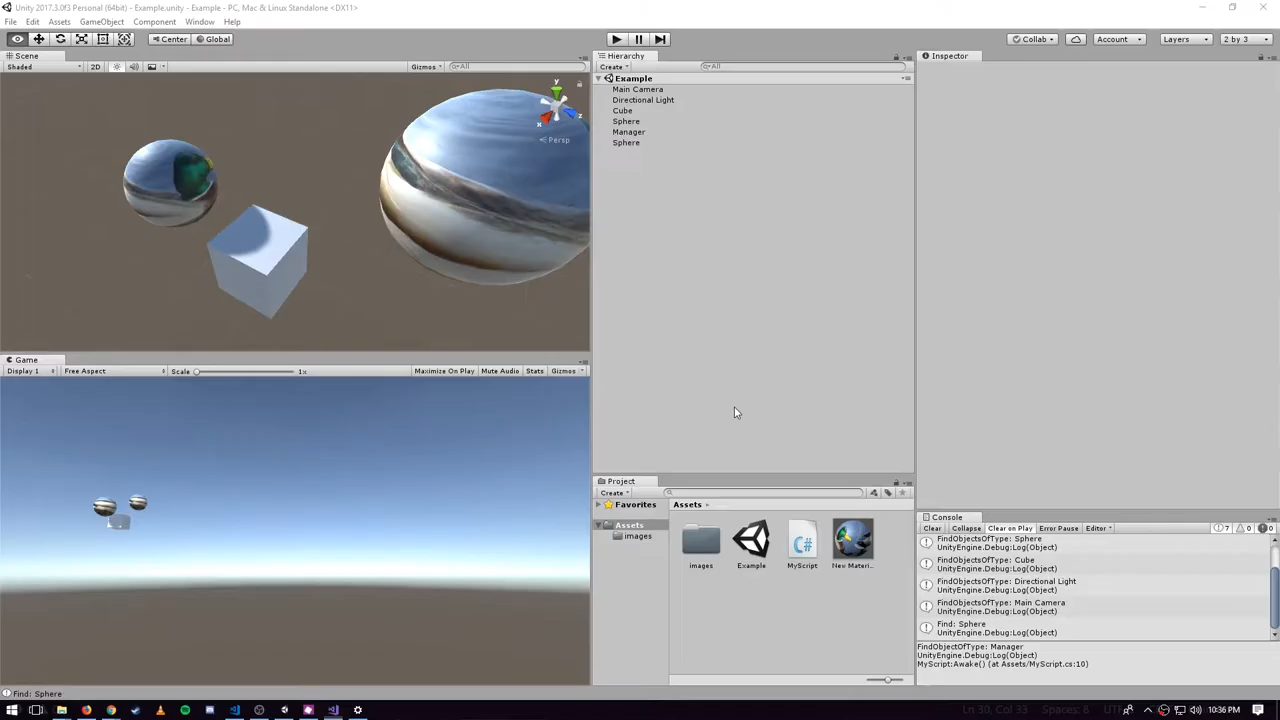 Unity 2017.3.0f3 Personal (64bit) - Example.unity - Example - PC, Mac & Linux Standalone <DX11>
File Edit Assets GameObject Component Window Help
Center Global
Collab Account Layers 2 by 3
Scene
Shaded 2D Gizmos All
y
x z
Persp
Hierarchy
Create All
Example
Main Camera
Directional Light
Cube
Sphere
Manager
Sphere
Inspector
Game
Display 1 Free Aspect Scale 1x Maximize On Play Mute Audio Stats Gizmos
Project
Create
Favorites
Assets
images
Assets
images Example MyScript New Materi...
C#
Console
Clear Collapse Clear on Play Error Pause Editor 7 0 0
FindObjectsOfType: Sphere
UnityEngine.Debug:Log(Object)
FindObjectsOfType: Cube
UnityEngine.Debug:Log(Object)
FindObjectsOfType: Directional Light
UnityEngine.Debug:Log(Object)
FindObjectsOfType: Main Camera
UnityEngine.Debug:Log(Object)
Find: Sphere
UnityEngine.Debug:Log(Object)
FindObjectOfType: Manager
UnityEngine.Debug:Log(Object)
MyScript:Awake() (at Assets/MyScript.cs:10)
Find: Sphere
Ln 30, Col 33 Spaces: 8
10:36 PM